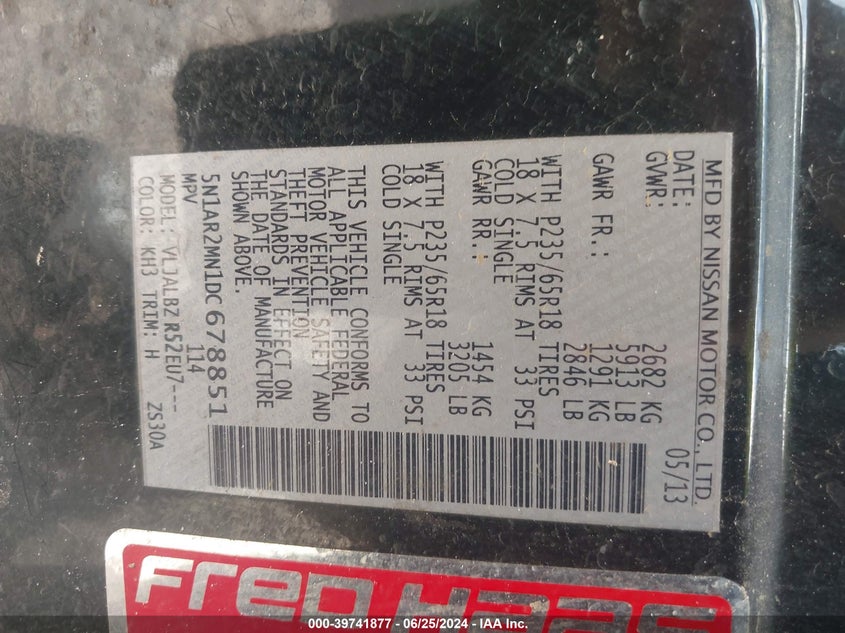 MFD BY NISSAN MOTOR CO., LTD.
DATE: 05/13
GVWR: 2682 KG
5913 LB
GAWR FR.: 1291 KG
2846 LB
WITH P235/65R18 TIRES
18 X 7.5 RIMS AT 33 PSI
COLD SINGLE
GAWR RR.: 1454 KG
3205 LB
WITH P235/65R18 TIRES
18 X 7.5 RIMS AT 33 PSI
COLD SINGLE
THIS VEHICLE CONFORMS TO
ALL APPLICABLE FEDERAL
MOTOR VEHICLE SAFETY AND
THEFT PREVENTION
STANDARDS IN EFFECT ON
THE DATE OF MANUFACTURE
SHOWN ABOVE.
5N1AR2MN1DC678851
MPV 114
MODEL: VLJALBZ R52EU7---
COLOR: KH3 TRIM: H ZS30A
Fred Haas
000-39741877 - 06/25/2024 - IAA Inc.